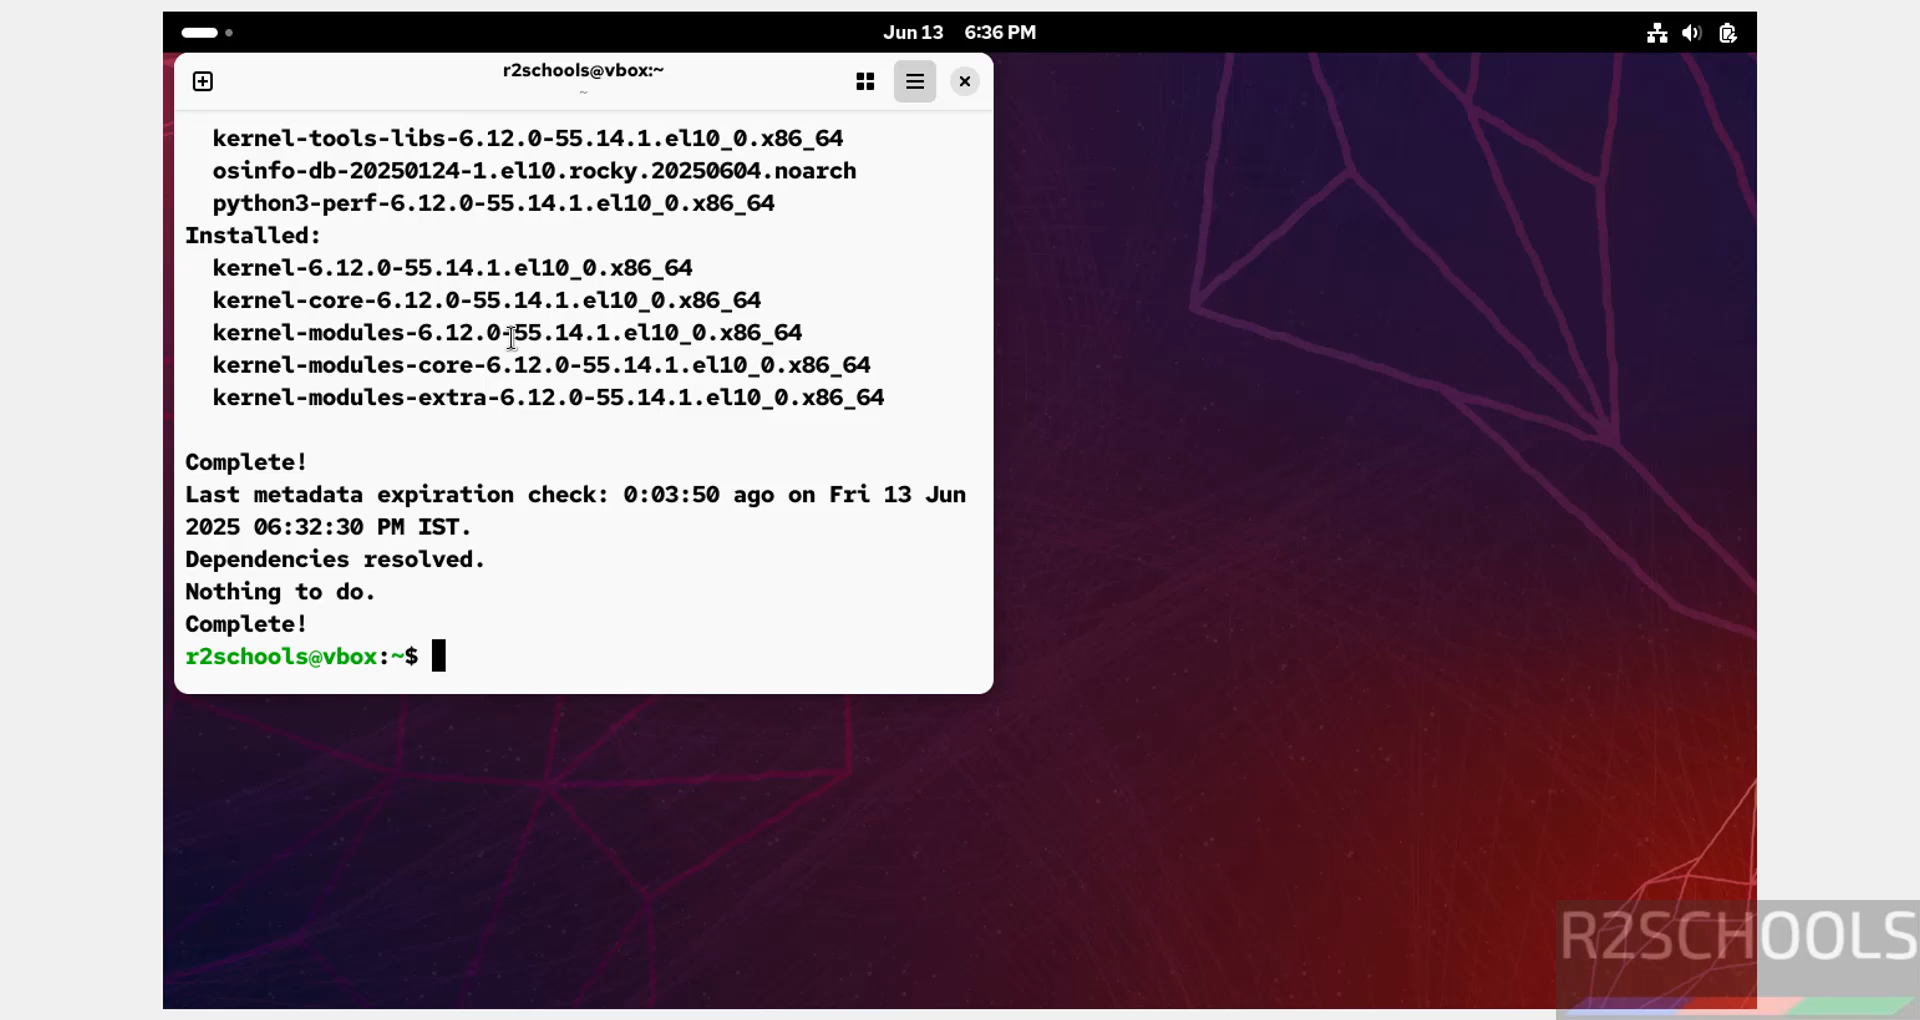 Jun 13 6:36 PM
r2schools@vbox:~
~
kernel-tools-libs-6.12.0-55.14.1.el10_0.x86_64
osinfo-db-20250124-1.el10.rocky.20250604.noarch
python3-perf-6.12.0-55.14.1.el10_0.x86_64
Installed:
kernel-6.12.0-55.14.1.el10_0.x86_64
kernel-core-6.12.0-55.14.1.el10_0.x86_64
kernel-modules-6.12.0-55.14.1.el10_0.x86_64
kernel-modules-core-6.12.0-55.14.1.el10_0.x86_64
kernel-modules-extra-6.12.0-55.14.1.el10_0.x86_64
Complete!
Last metadata expiration check: 0:03:50 ago on Fri 13 Jun
2025 06:32:30 PM IST.
Dependencies resolved.
Nothing to do.
Complete!
r2schools@vbox:~$
R2SCHOOLS